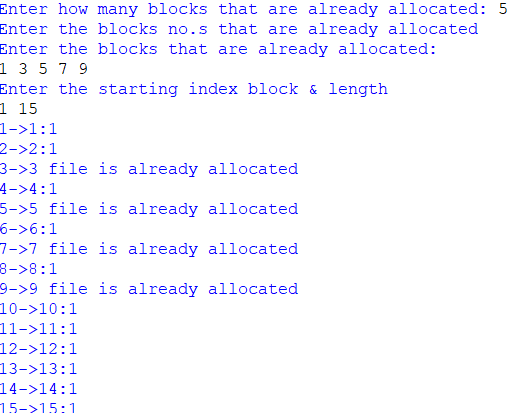 Enter how many blocks that are already allocated: 5
Enter the blocks no.s that are already allocated
Enter the blocks that are already allocated:
1 3 5 7 9
Enter the starting index block & length
1 15
1->1:1
2->2:1
3->3 file is already allocated
4->4:1
5->5 file is already allocated
6->6:1
7->7 file is already allocated
8->8:1
9->9 file is already allocated
10->10:1
11->11:1
12->12:1
13->13:1
14->14:1
15->15:1